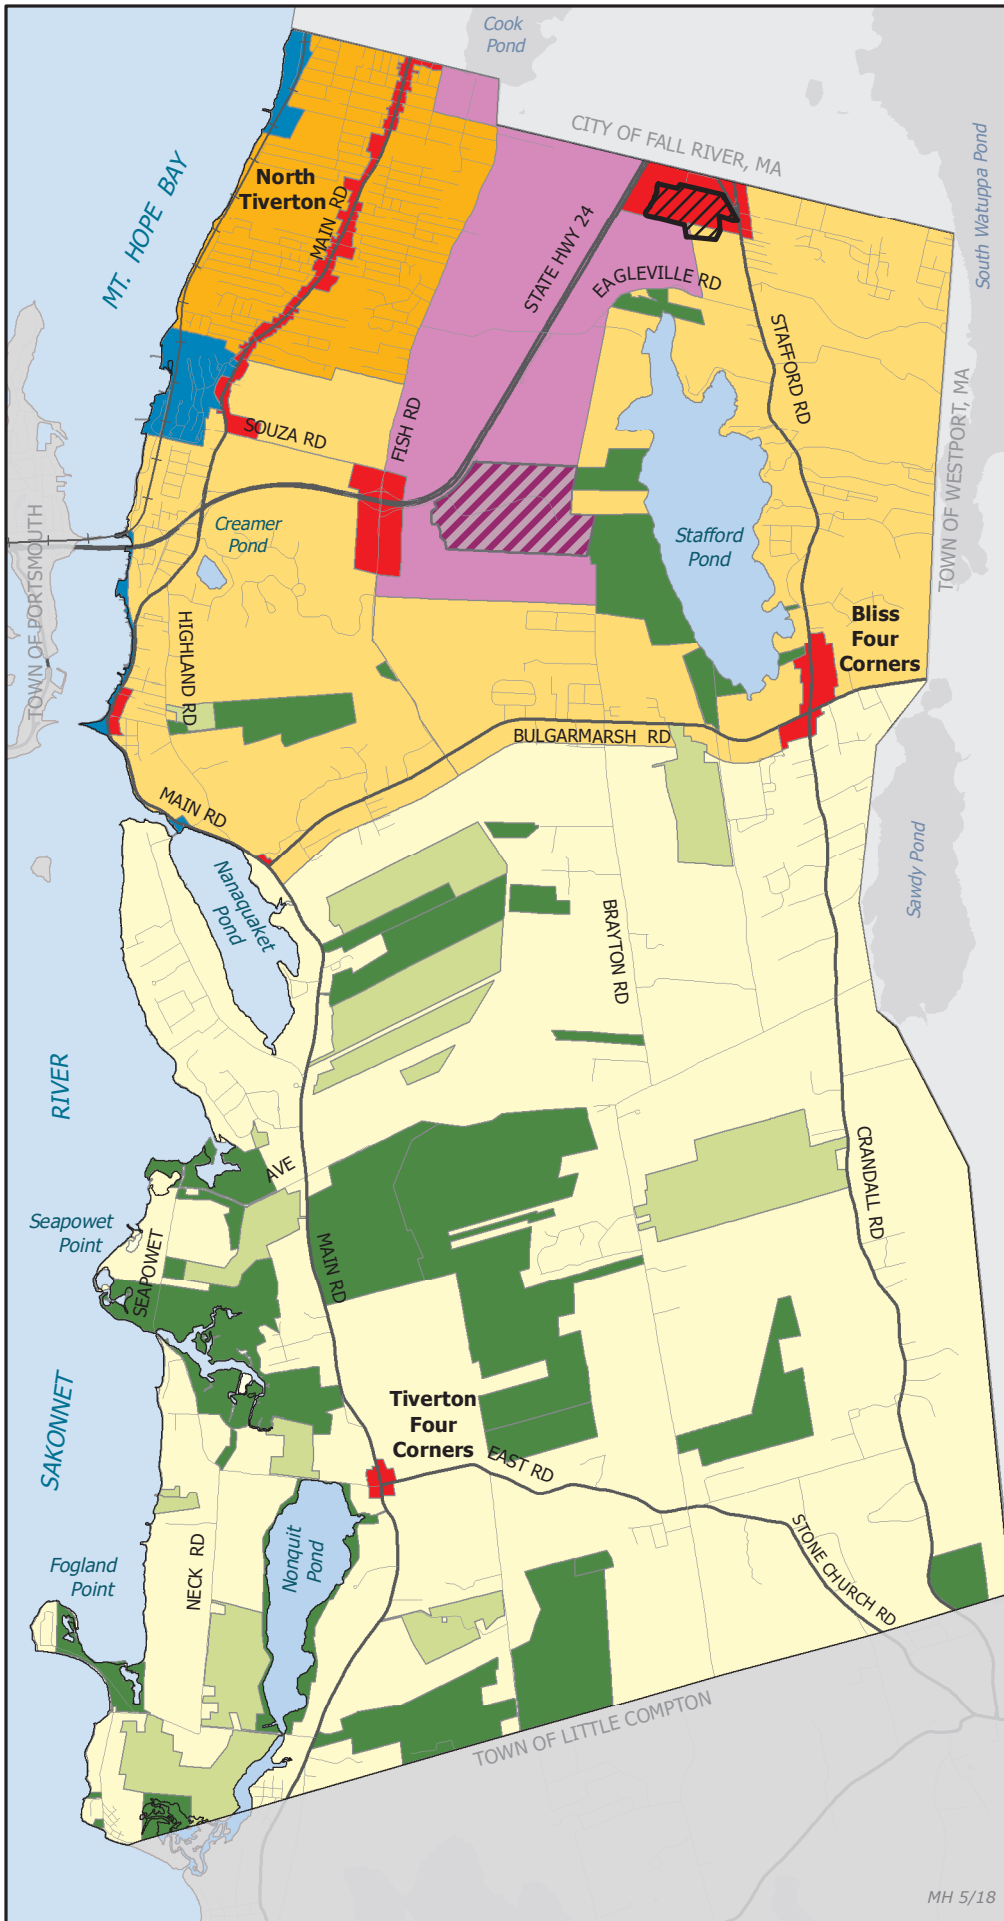 Cook
Pond
CITY OF FALL RIVER, MA
South Watuppa Pond
MT. HOPE BAY
North
Tiverton
MAIN RD
STATE HWY 24
EAGLEVILLE RD
STAFFORD RD
TOWN OF WESTPORT, MA
SOUZA RD
FISH RD
TOWN OF PORTSMOUTH
Creamer
Pond
Stafford
Pond
HIGHLAND RD
Bliss
Four
Corners
BULGARMARSH RD
MAIN RD
Nanaquaket
Pond
Sawdy Pond
BRAYTON RD
RIVER
AVE
CRANDALL RD
Seapowet
Point
SEAPOWET
MAIN RD
SAKONNET
Tiverton
Four
Corners
EAST RD
STONE CHURCH RD
Fogland
Point
NECK RD
Nonquit
Pond
TOWN OF LITTLE COMPTON
MH 5/18